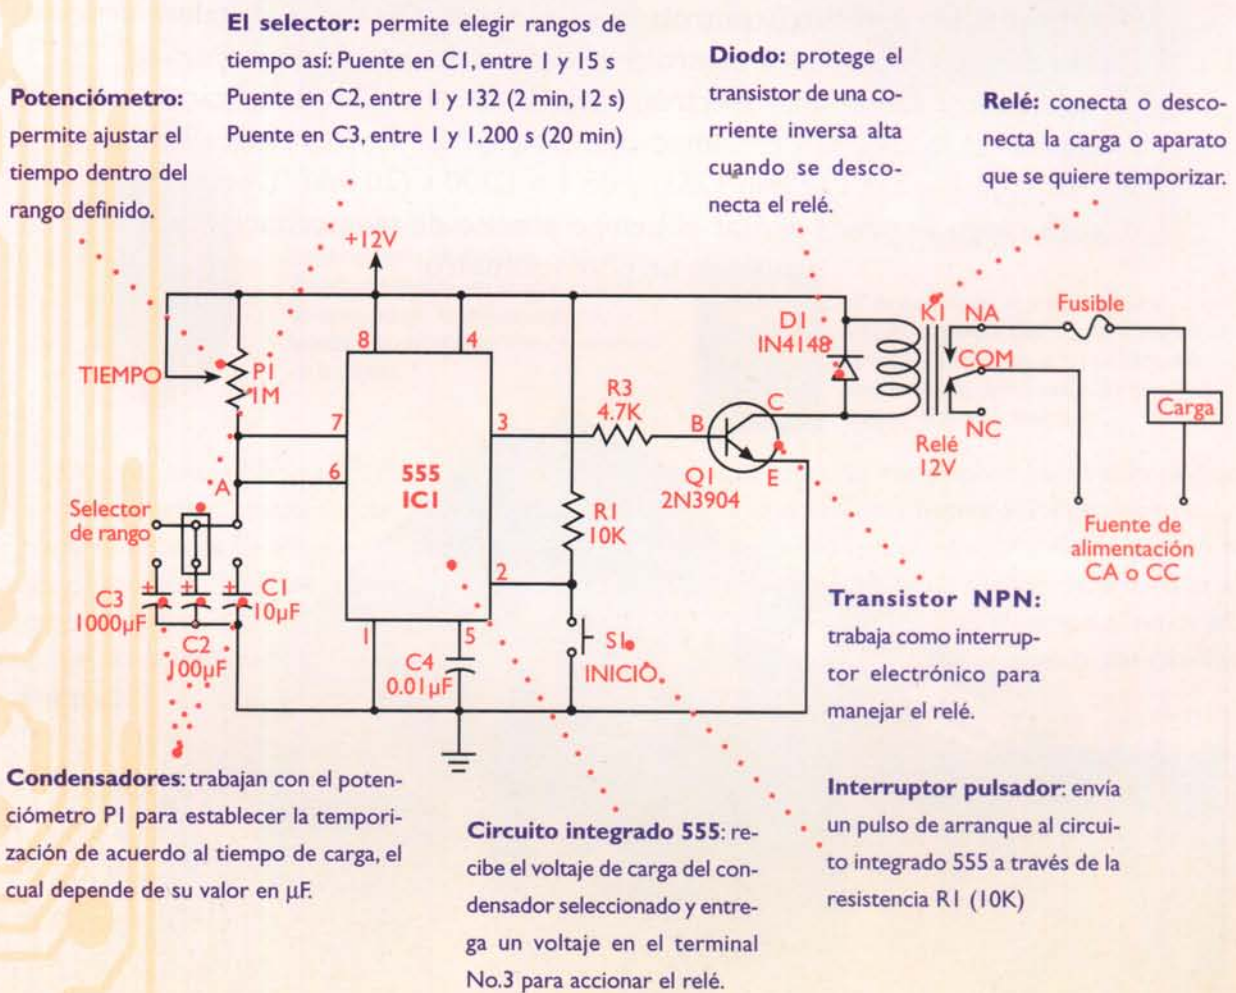 El selector: permite elegir rangos de
tiempo así: Puente en C1, entre 1 y 15 s
Puente en C2, entre 1 y 132 (2 min, 12 s)
Puente en C3, entre 1 y 1.200 s (20 min)
Potenciómetro:
permite ajustar el
tiempo dentro del
rango definido.
Diodo: protege el
transistor de una co-
rriente inversa alta
cuando se desco-
necta el relé.
Relé: conecta o desco-
necta la carga o aparato
que se quiere temporizar.
+12V
TIEMPO
P1
1M
8
4
7
6
3
2
1
5
555
IC1
A
Selector
de rango
C3
1000µF
C2
100µF
C1
10µF
C4
0.01µF
R3
4.7K
R1
10K
S1
INICIO
B
C
E
Q1
2N3904
D1
IN4148
K1
NA
COM
NC
Relé
12V
Fusible
Carga
Fuente de
alimentación
CA o CC
Transistor NPN:
trabaja como interrup-
tor electrónico para
manejar el relé.
Condensadores: trabajan con el poten-
ciómetro P1 para establecer la tempori-
zación de acuerdo al tiempo de carga, el
cual depende de su valor en µF.
Circuito integrado 555: re-
cibe el voltaje de carga del con-
densador seleccionado y entre-
ga un voltaje en el terminal
No.3 para accionar el relé.
Interruptor pulsador: envía
un pulso de arranque al circui-
to integrado 555 a través de la
resistencia R1 (10K)